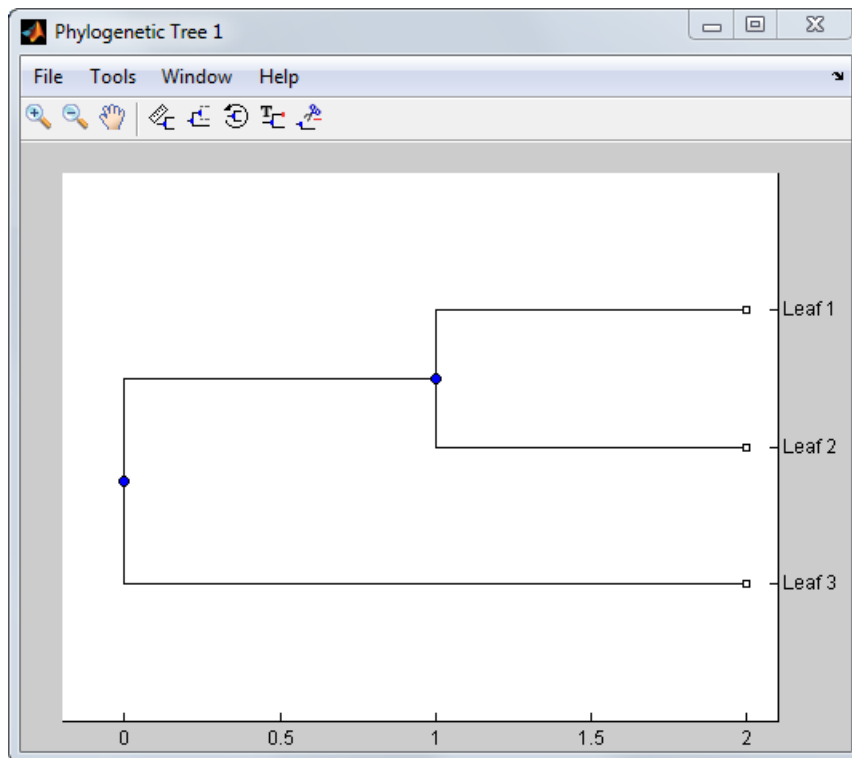 Phylogenetic Tree 1
File Tools Window Help
Leaf 1
Leaf 2
Leaf 3
0 0.5 1 1.5 2